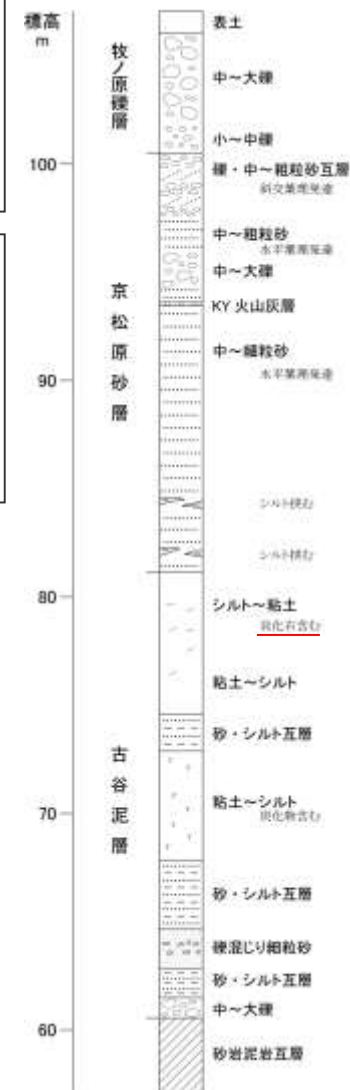 標高
m
表土
牧ノ原礫層
中～大礫
小～中礫
100
礫・中～粗粒砂互層
斜交葉理発達
中～粗粒砂
水平葉理発達
中～大礫
京松原砂層
KY 火山灰層
中～細粒砂
90
水平葉理発達
シルト挟む
シルト挟む
80
シルト～粘土
貝化石含む
粘土～シルト
砂・シルト互層
古谷泥層
粘土～シルト
70
炭化物含む
砂・シルト互層
礫混じり細粒砂
砂・シルト互層
中～大礫
60
砂岩泥岩互層